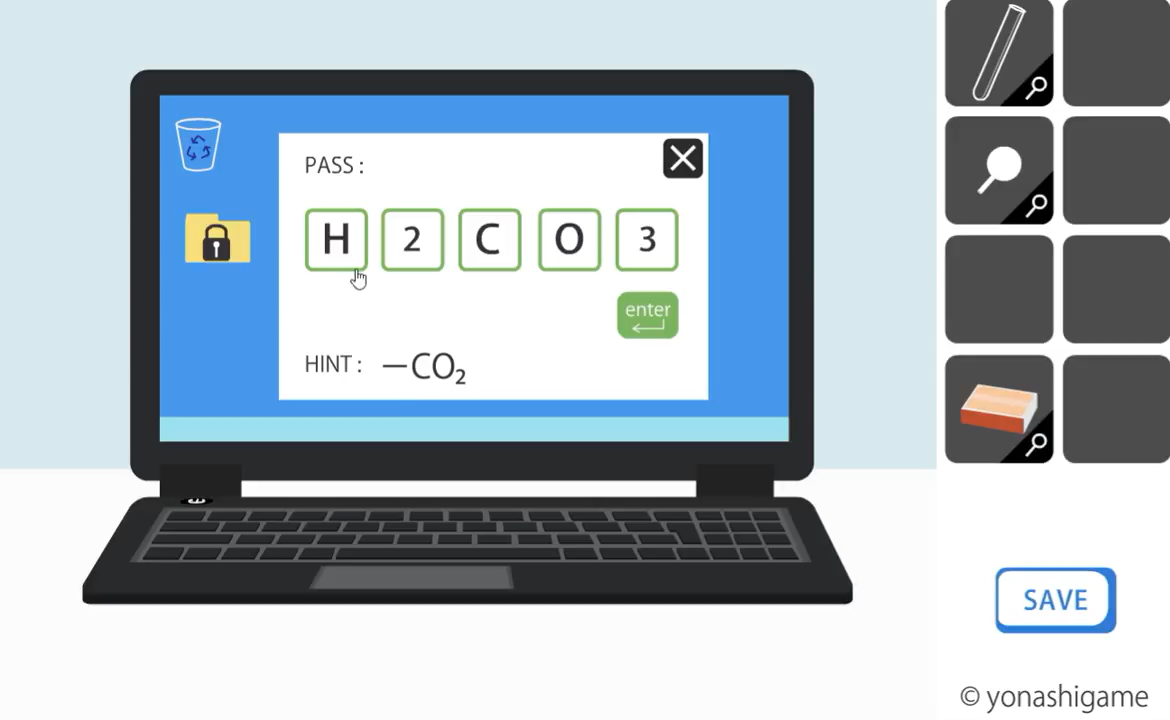 PASS :
H 2 C O 3
enter
HINT : —CO₂
SAVE
© yonashigame